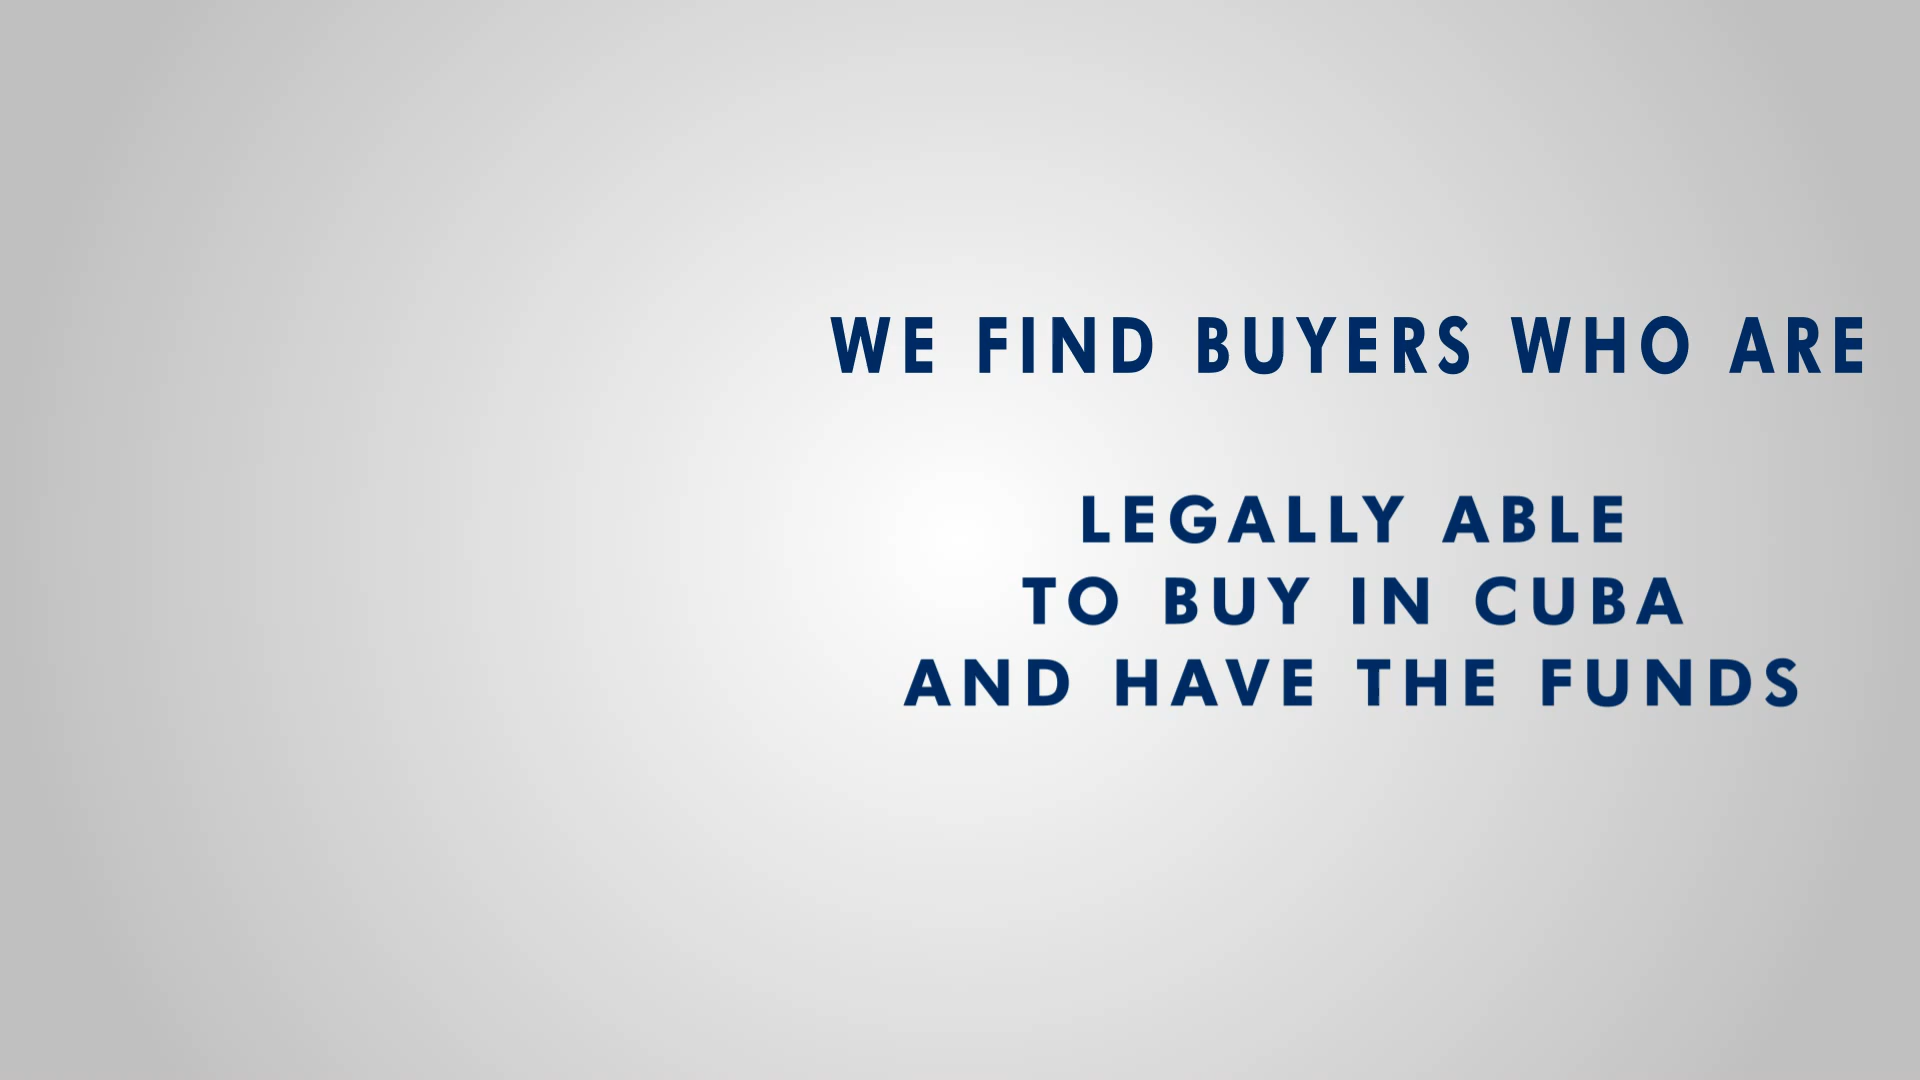 WE FIND BUYERS WHO ARE
LEGALLY ABLE
TO BUY IN CUBA
AND HAVE THE FUNDS